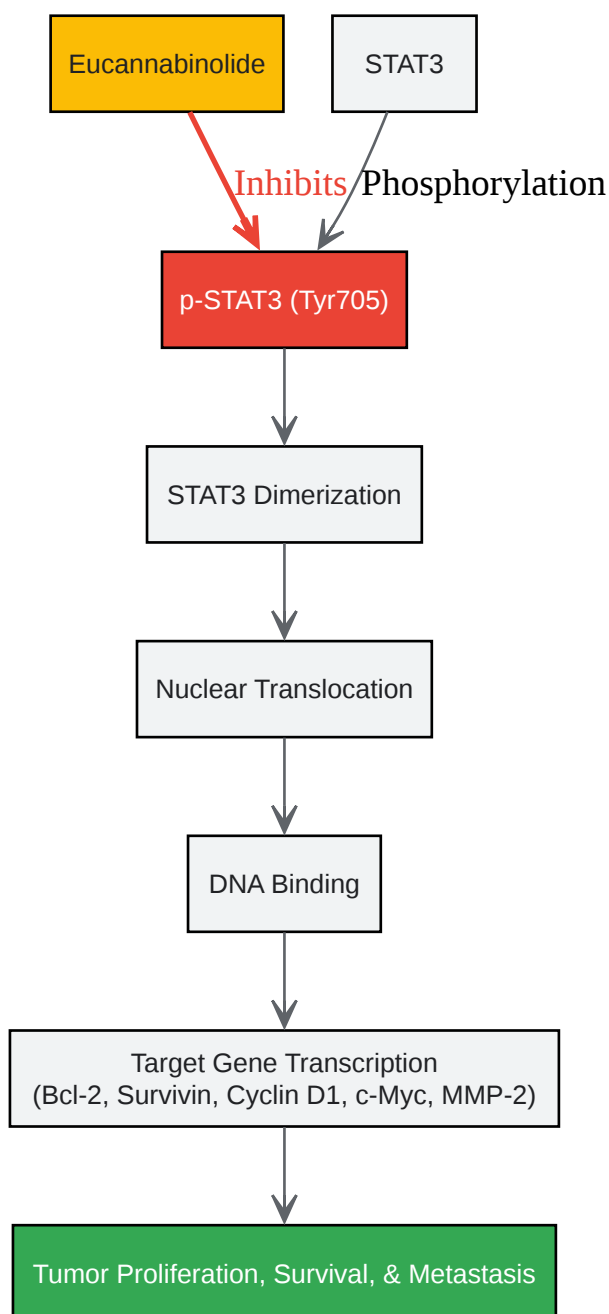 Eucannabinolide
STAT3
Inhibits
Phosphorylation
p-STAT3 (Tyr705)
STAT3 Dimerization
Nuclear Translocation
DNA Binding
Target Gene Transcription
(Bcl-2, Survivin, Cyclin D1, c-Myc, MMP-2)
Tumor Proliferation, Survival, & Metastasis